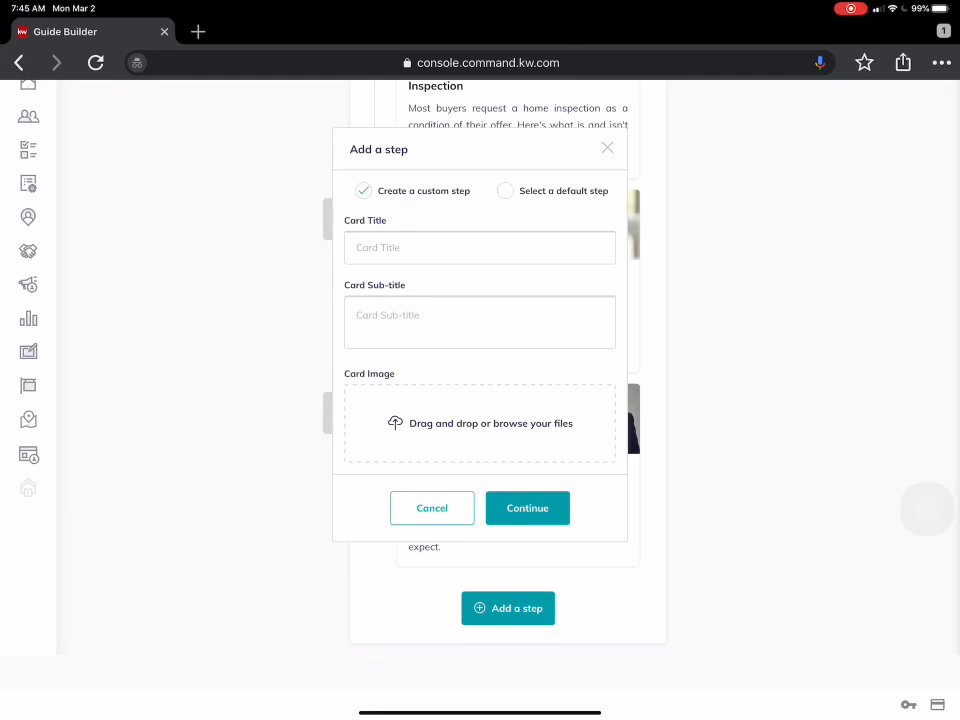 7:45 AM Mon Mar 2
99%
kw Guide Builder
1
console.command.kw.com
Inspection
Most buyers request a home inspection as a
condition of their offer. Here's what is and isn't
Add a step
Create a custom step
Select a default step
Card Title
Card Title
Card Sub-title
Card Sub-title
Card Image
Drag and drop or browse your files
Cancel
Continue
expect.
Add a step